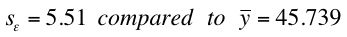 s_ε = 5.51 compared to y̅ = 45.739